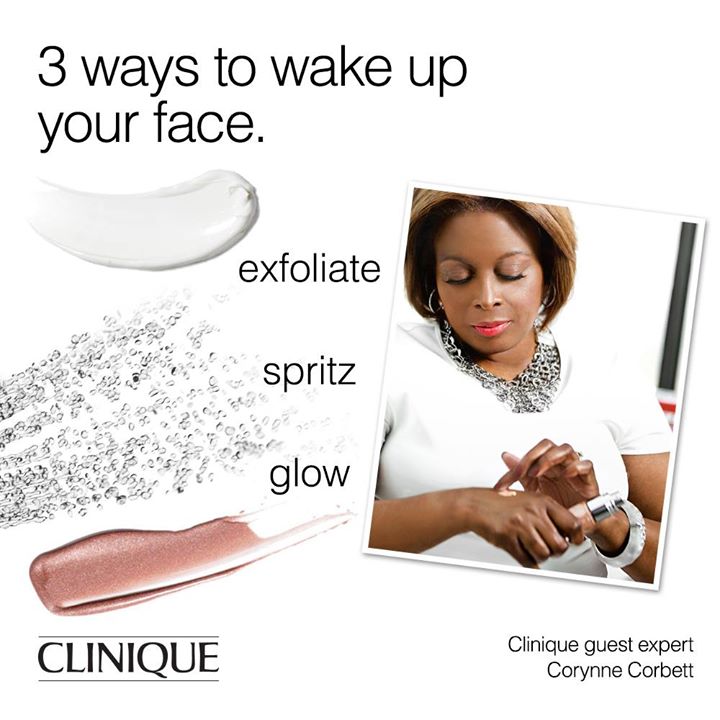 3 ways to wake up
your face.
exfoliate
spritz
glow
CLINIQUE
Clinique guest expert
Corynne Corbett